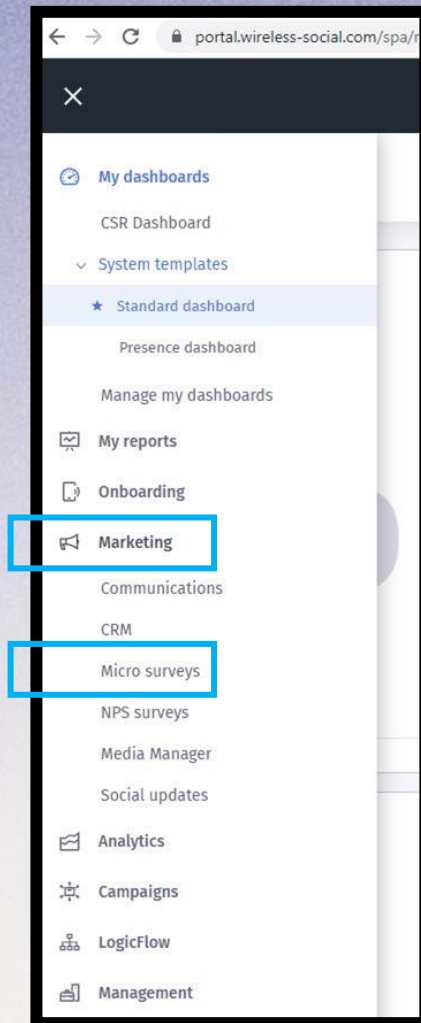 portal.wireless-social.com/spa/r
My dashboards
CSR Dashboard
System templates
Standard dashboard
Presence dashboard
Manage my dashboards
My reports
Onboarding
Marketing
Communications
CRM
Micro surveys
NPS surveys
Media Manager
Social updates
Analytics
Campaigns
LogicFlow
Management